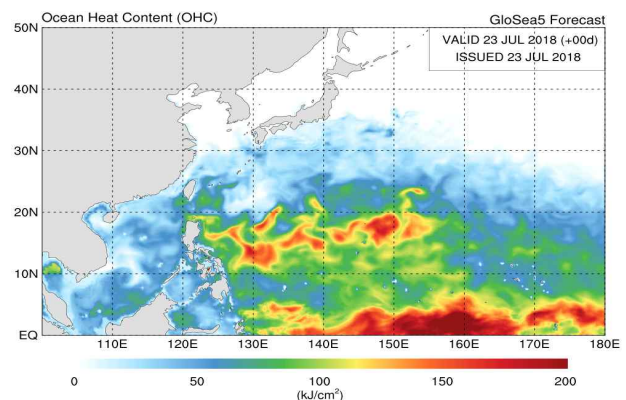 Ocean Heat Content (OHC) GloSea5 Forecast
VALID 23 JUL 2018 (+00d)
ISSUED 23 JUL 2018
50N
40N
30N
20N
10N
EQ
110E 120E 130E 140E 150E 160E 170E 180E
0 50 100 150 200
(kJ/cm²)